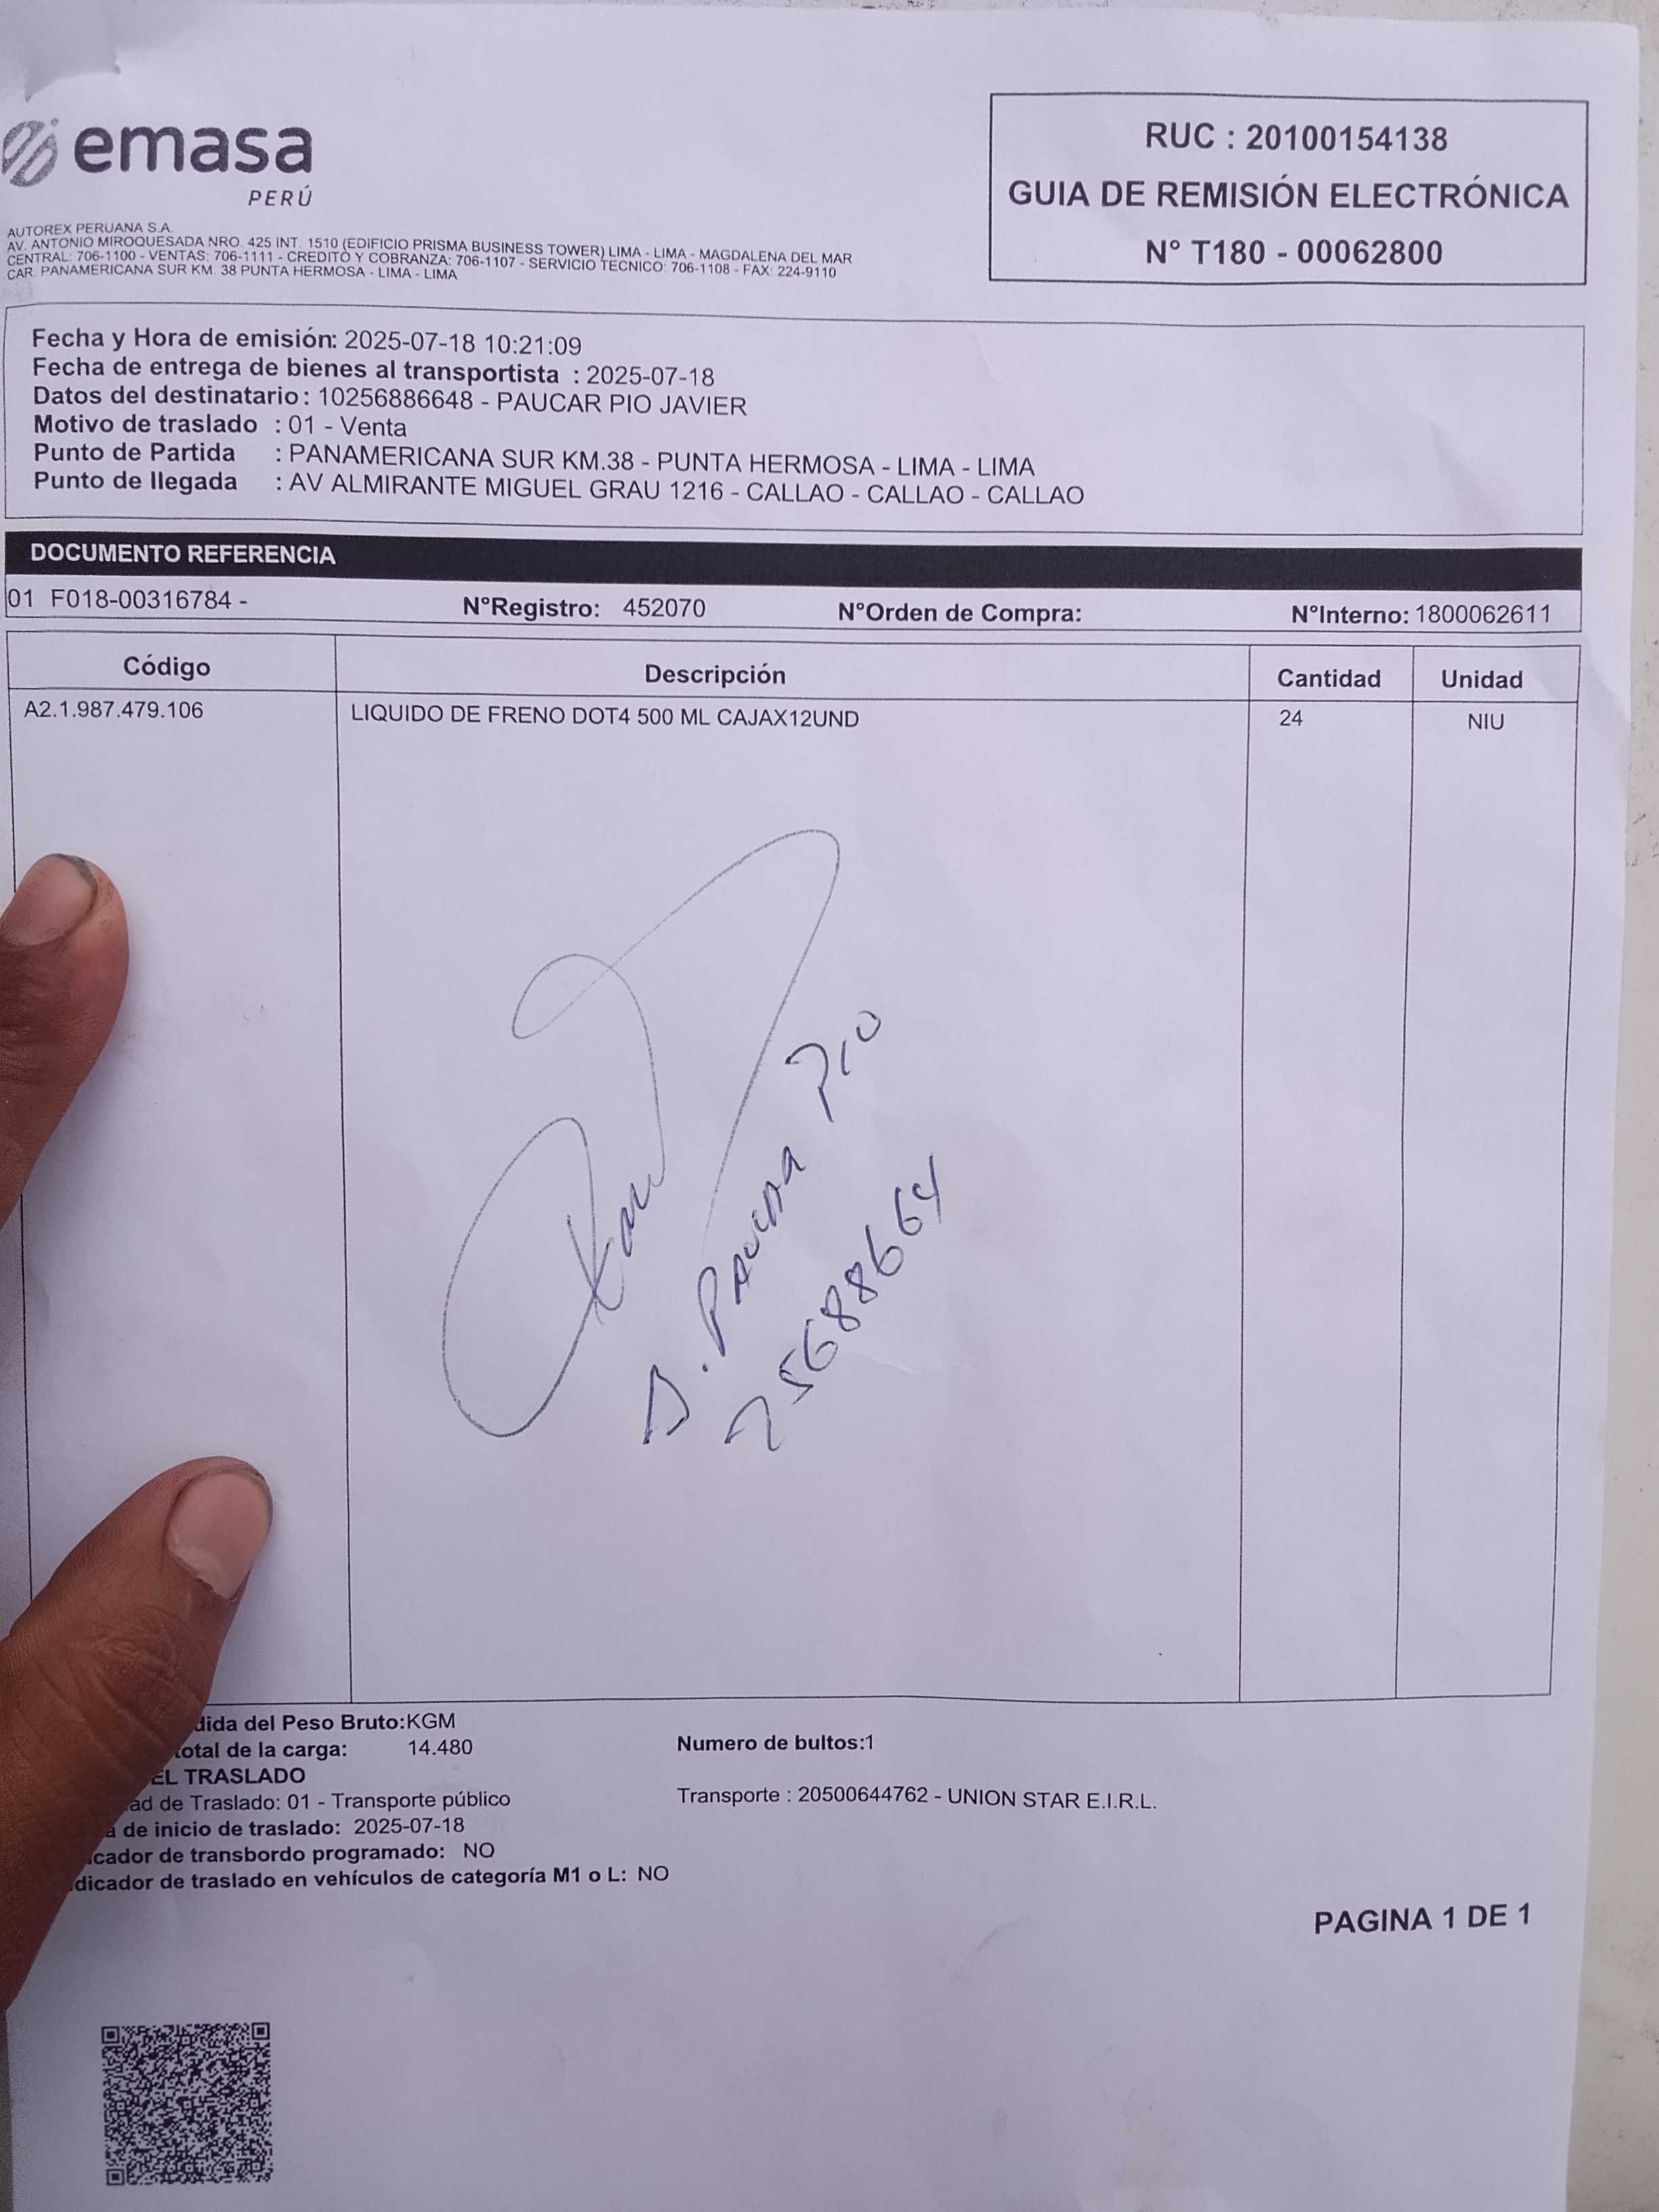 emasa
PERÚ
RUC : 20100154138
GUIA DE REMISIÓN ELECTRÓNICA
N° T180 - 00062800
AUTOREX PERUANA S.A.
AV. ANTONIO MIROQUESADA NRO. 425 INT. 1510 (EDIFICIO PRISMA BUSINESS TOWER) LIMA - LIMA - MAGDALENA DEL MAR
CENTRAL: 706-1100 - VENTAS: 706-1111 - CREDITO Y COBRANZA: 706-1107 - SERVICIO TECNICO: 706-1108 - FAX: 224-9110
CAR. PANAMERICANA SUR KM. 38 PUNTA HERMOSA - LIMA - LIMA
Fecha y Hora de emisión: 2025-07-18 10:21:09
Fecha de entrega de bienes al transportista : 2025-07-18
Datos del destinatario : 10256886648 - PAUCAR PIO JAVIER
Motivo de traslado : 01 - Venta
Punto de Partida : PANAMERICANA SUR KM.38 - PUNTA HERMOSA - LIMA - LIMA
Punto de llegada : AV ALMIRANTE MIGUEL GRAU 1216 - CALLAO - CALLAO - CALLAO
DOCUMENTO REFERENCIA
01 F018-00316784 - N°Registro: 452070 N°Orden de Compra: N°Interno: 1800062611
Código Descripción Cantidad Unidad
A2.1.987.479.106 LIQUIDO DE FRENO DOT4 500 ML CAJAX12UND 24 NIU
Pio
25688664
dida del Peso Bruto:KGM
total de la carga: 14.480 Numero de bultos:1
EL TRASLADO
ad de Traslado: 01 - Transporte público Transporte : 20500644762 - UNION STAR E.I.R.L.
de inicio de traslado: 2025-07-18
icador de transbordo programado: NO
dicador de traslado en vehículos de categoría M1 o L: NO
PAGINA 1 DE 1